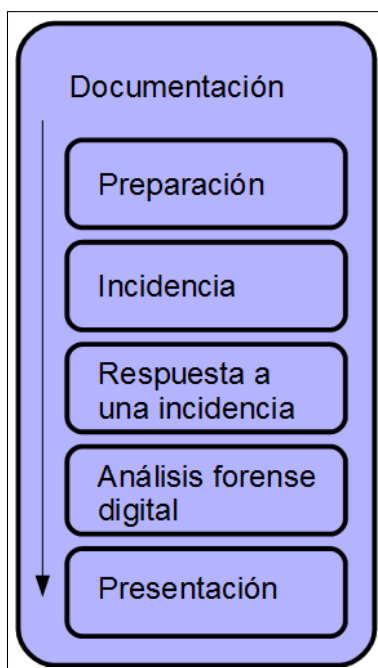 Documentación
Preparación
Incidencia
Respuesta a
una incidencia
Análisis forense
digital
Presentación